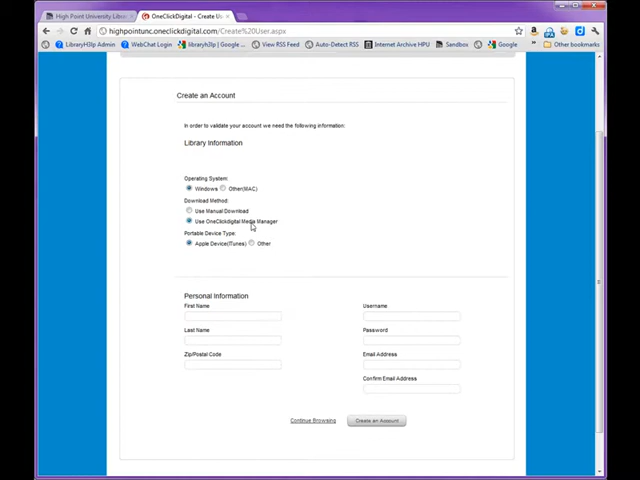 High Point University Libra
OneClickDigital - Create U
highpointunc.oneclickdigital.com/Create%20User.aspx
LibraryH3lp Admin
WebChat Login
libraryh3lp | Google ...
View RSS Feed
Auto-Detect RSS
Internet Archive HPU
Sandbox
Google
»
Other bookmarks
Create an Account
In order to validate your account we need the following information:
Library Information
Operating System:
Windows Other(MAC)
Download Method:
Use Manual Download
Use OneClickdigital Media Manager
Portable Device Type:
Apple Device(iTunes) Other
Personal Information
First Name
Username
Last Name
Password
Zip/Postal Code
Email Address
Confirm Email Address
Continue Browsing
Create an Account